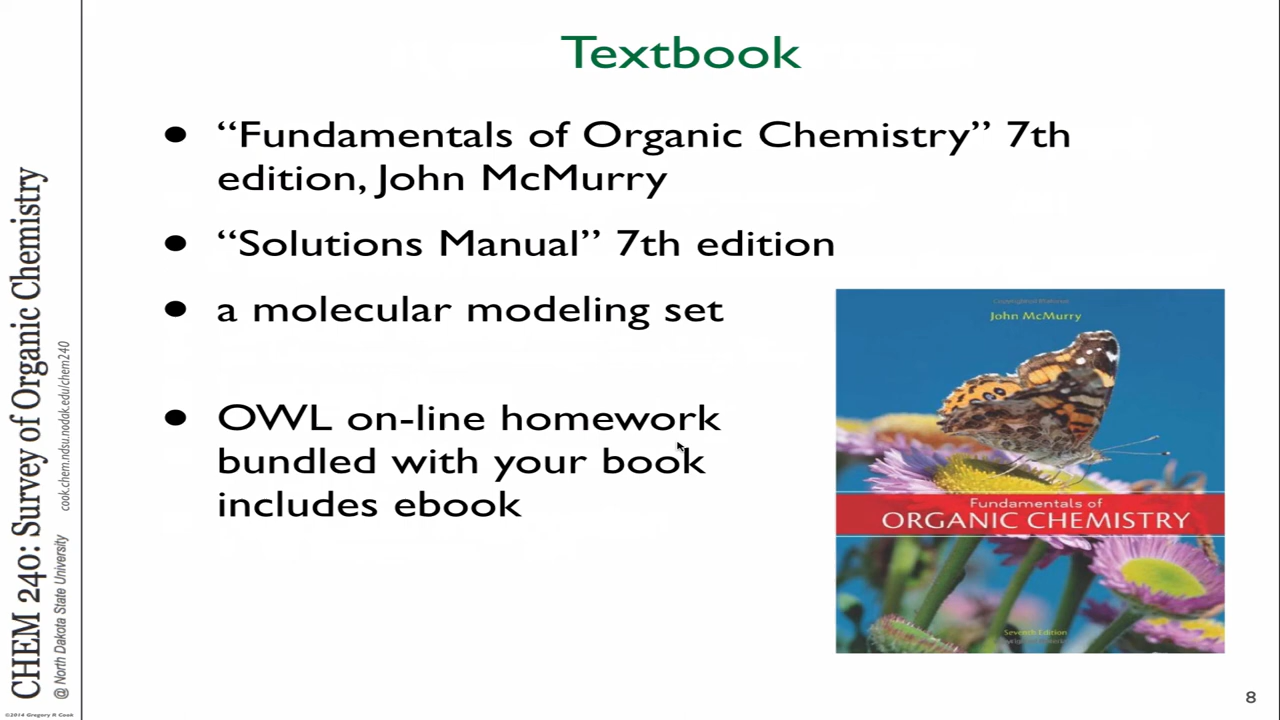 Textbook
• “Fundamentals of Organic Chemistry” 7th
edition, John McMurry
• “Solutions Manual” 7th edition
• a molecular modeling set
• OWL on-line homework
bundled with your book
includes ebook
John McMurry
Fundamentals of
ORGANIC CHEMISTRY
Seventh Edition
CHEM 240: Survey of Organic Chemistry
@ North Dakota State University cook.chem.ndsu.nodak.edu/chem240
©2014 Gregory R Cook
8